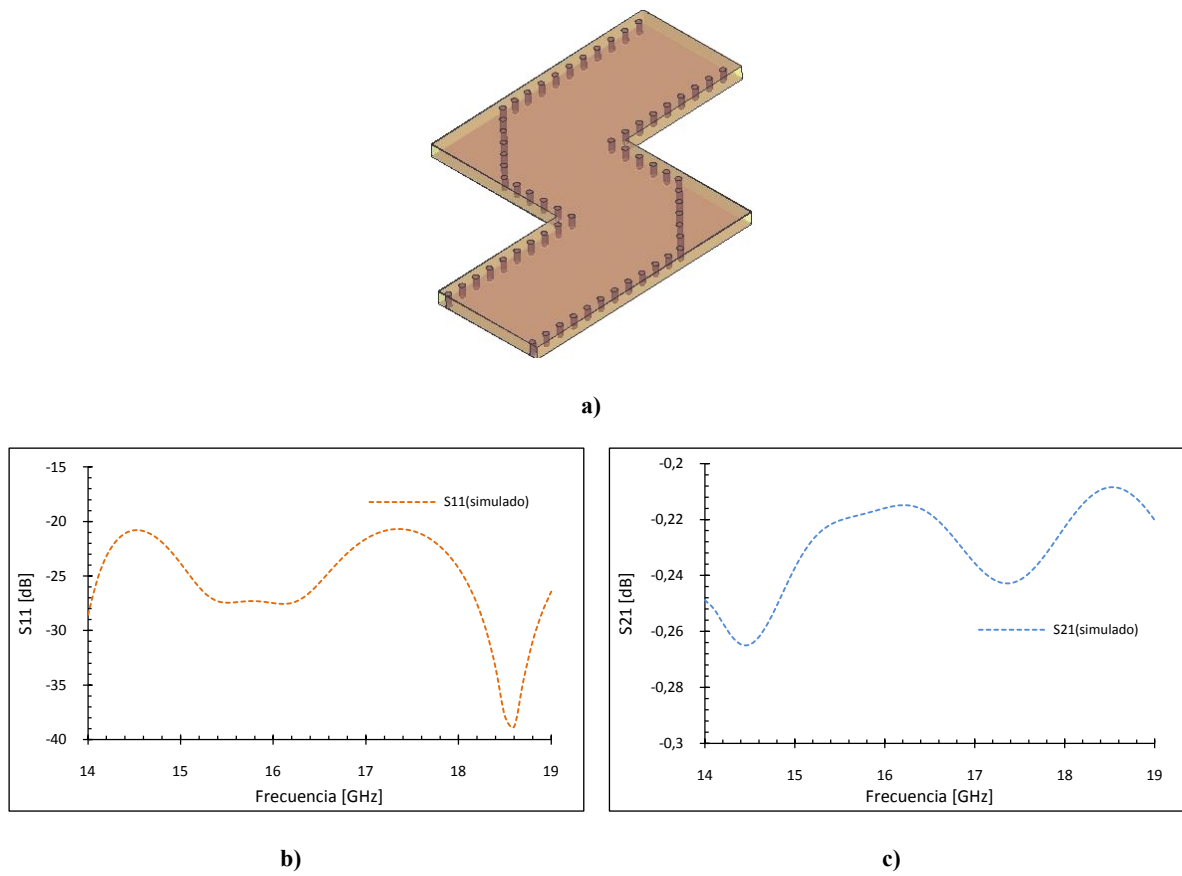 a)
-15
-20
-25
-30
-35
-40
S11 [dB]
S11(simulado)
14 15 16 17 18 19
Frecuencia [GHz]
b)
-0,2
-0,22
-0,24
-0,26
-0,28
-0,3
S21 [dB]
S21(simulado)
14 15 16 17 18 19
Frecuencia [GHz]
c)